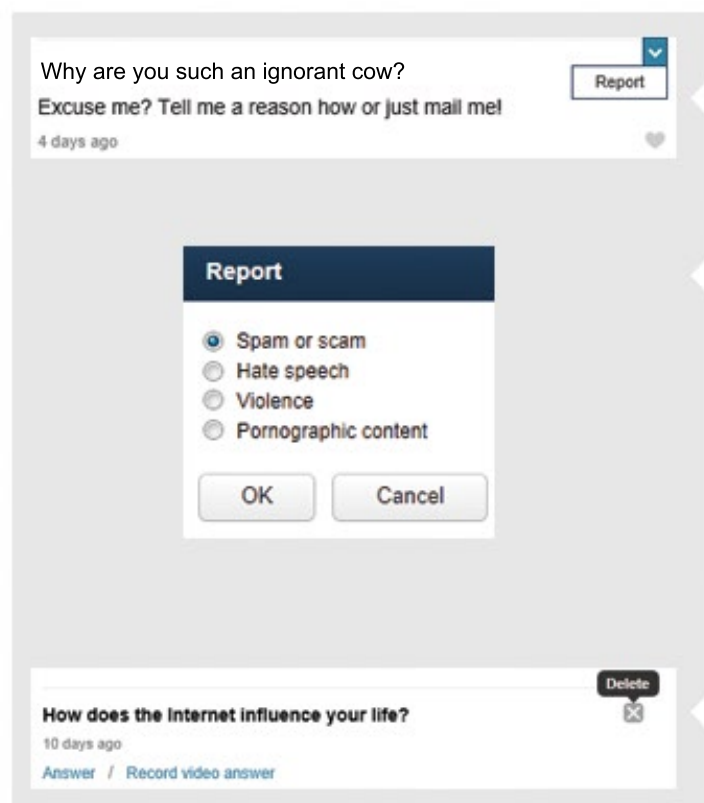 Why are you such an ignorant cow?
Report
Excuse me? Tell me a reason how or just mail me!
4 days ago
Report
Spam or scam
Hate speech
Violence
Pornographic content
OK Cancel
Delete
How does the Internet influence your life?
10 days ago
Answer / Record video answer